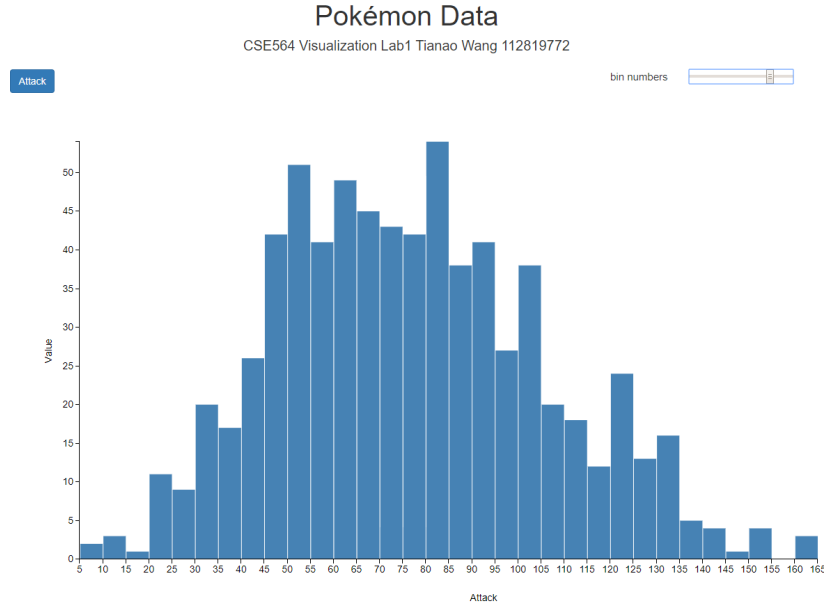 Pokémon Data
CSE564 Visualization Lab1 Tianao Wang 112819772
Attack
bin numbers
50
45
40
35
30
25
20
15
10
5
0
Value
5 10 15 20 25 30 35 40 45 50 55 60 65 70 75 80 85 90 95 100 105 110 115 120 125 130 135 140 145 150 155 160 165
Attack